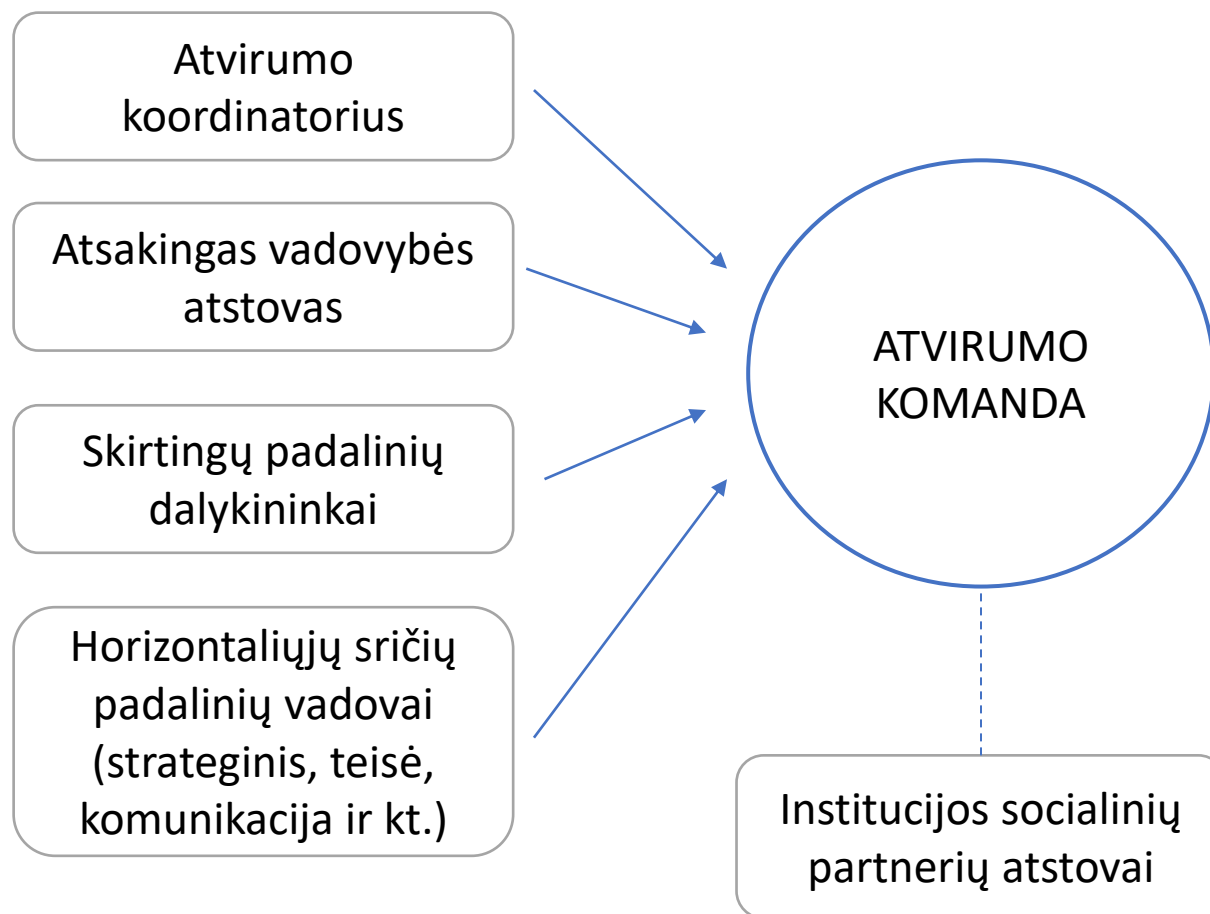 Atvirumo
koordinatorius
Atsakingas vadovybės
atstovas
Skirtingų padalinių
dalykininkai
Horizontaliųjų sričių
padalinių vadovai
(strateginis, teisė,
komunikacija ir kt.)
ATVIRUMO
KOMANDA
Institucijos socialinių
partnerių atstovai